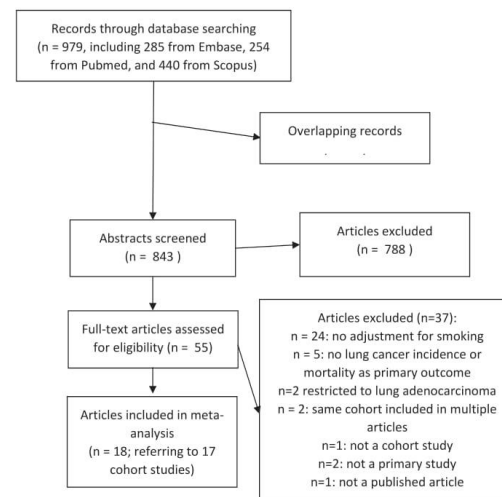 Records through database searching
(n = 979, including 285 from Embase, 254
from Pubmed, and 440 from Scopus)
Overlapping records
Abstracts screened
(n = 843 )
Articles excluded
(n = 788 )
Full-text articles assessed
for eligibility (n = 55)
Articles excluded (n=37):
n = 24: no adjustment for smoking
n = 5: no lung cancer incidence or
mortality as primary outcome
n=2 restricted to lung adenocarcinoma
n = 2: same cohort included in multiple
articles
n=1: not a cohort study
n=2: not a primary study
n=1: not a published article
Articles included in meta-
analysis
(n = 18; referring to 17
cohort studies)